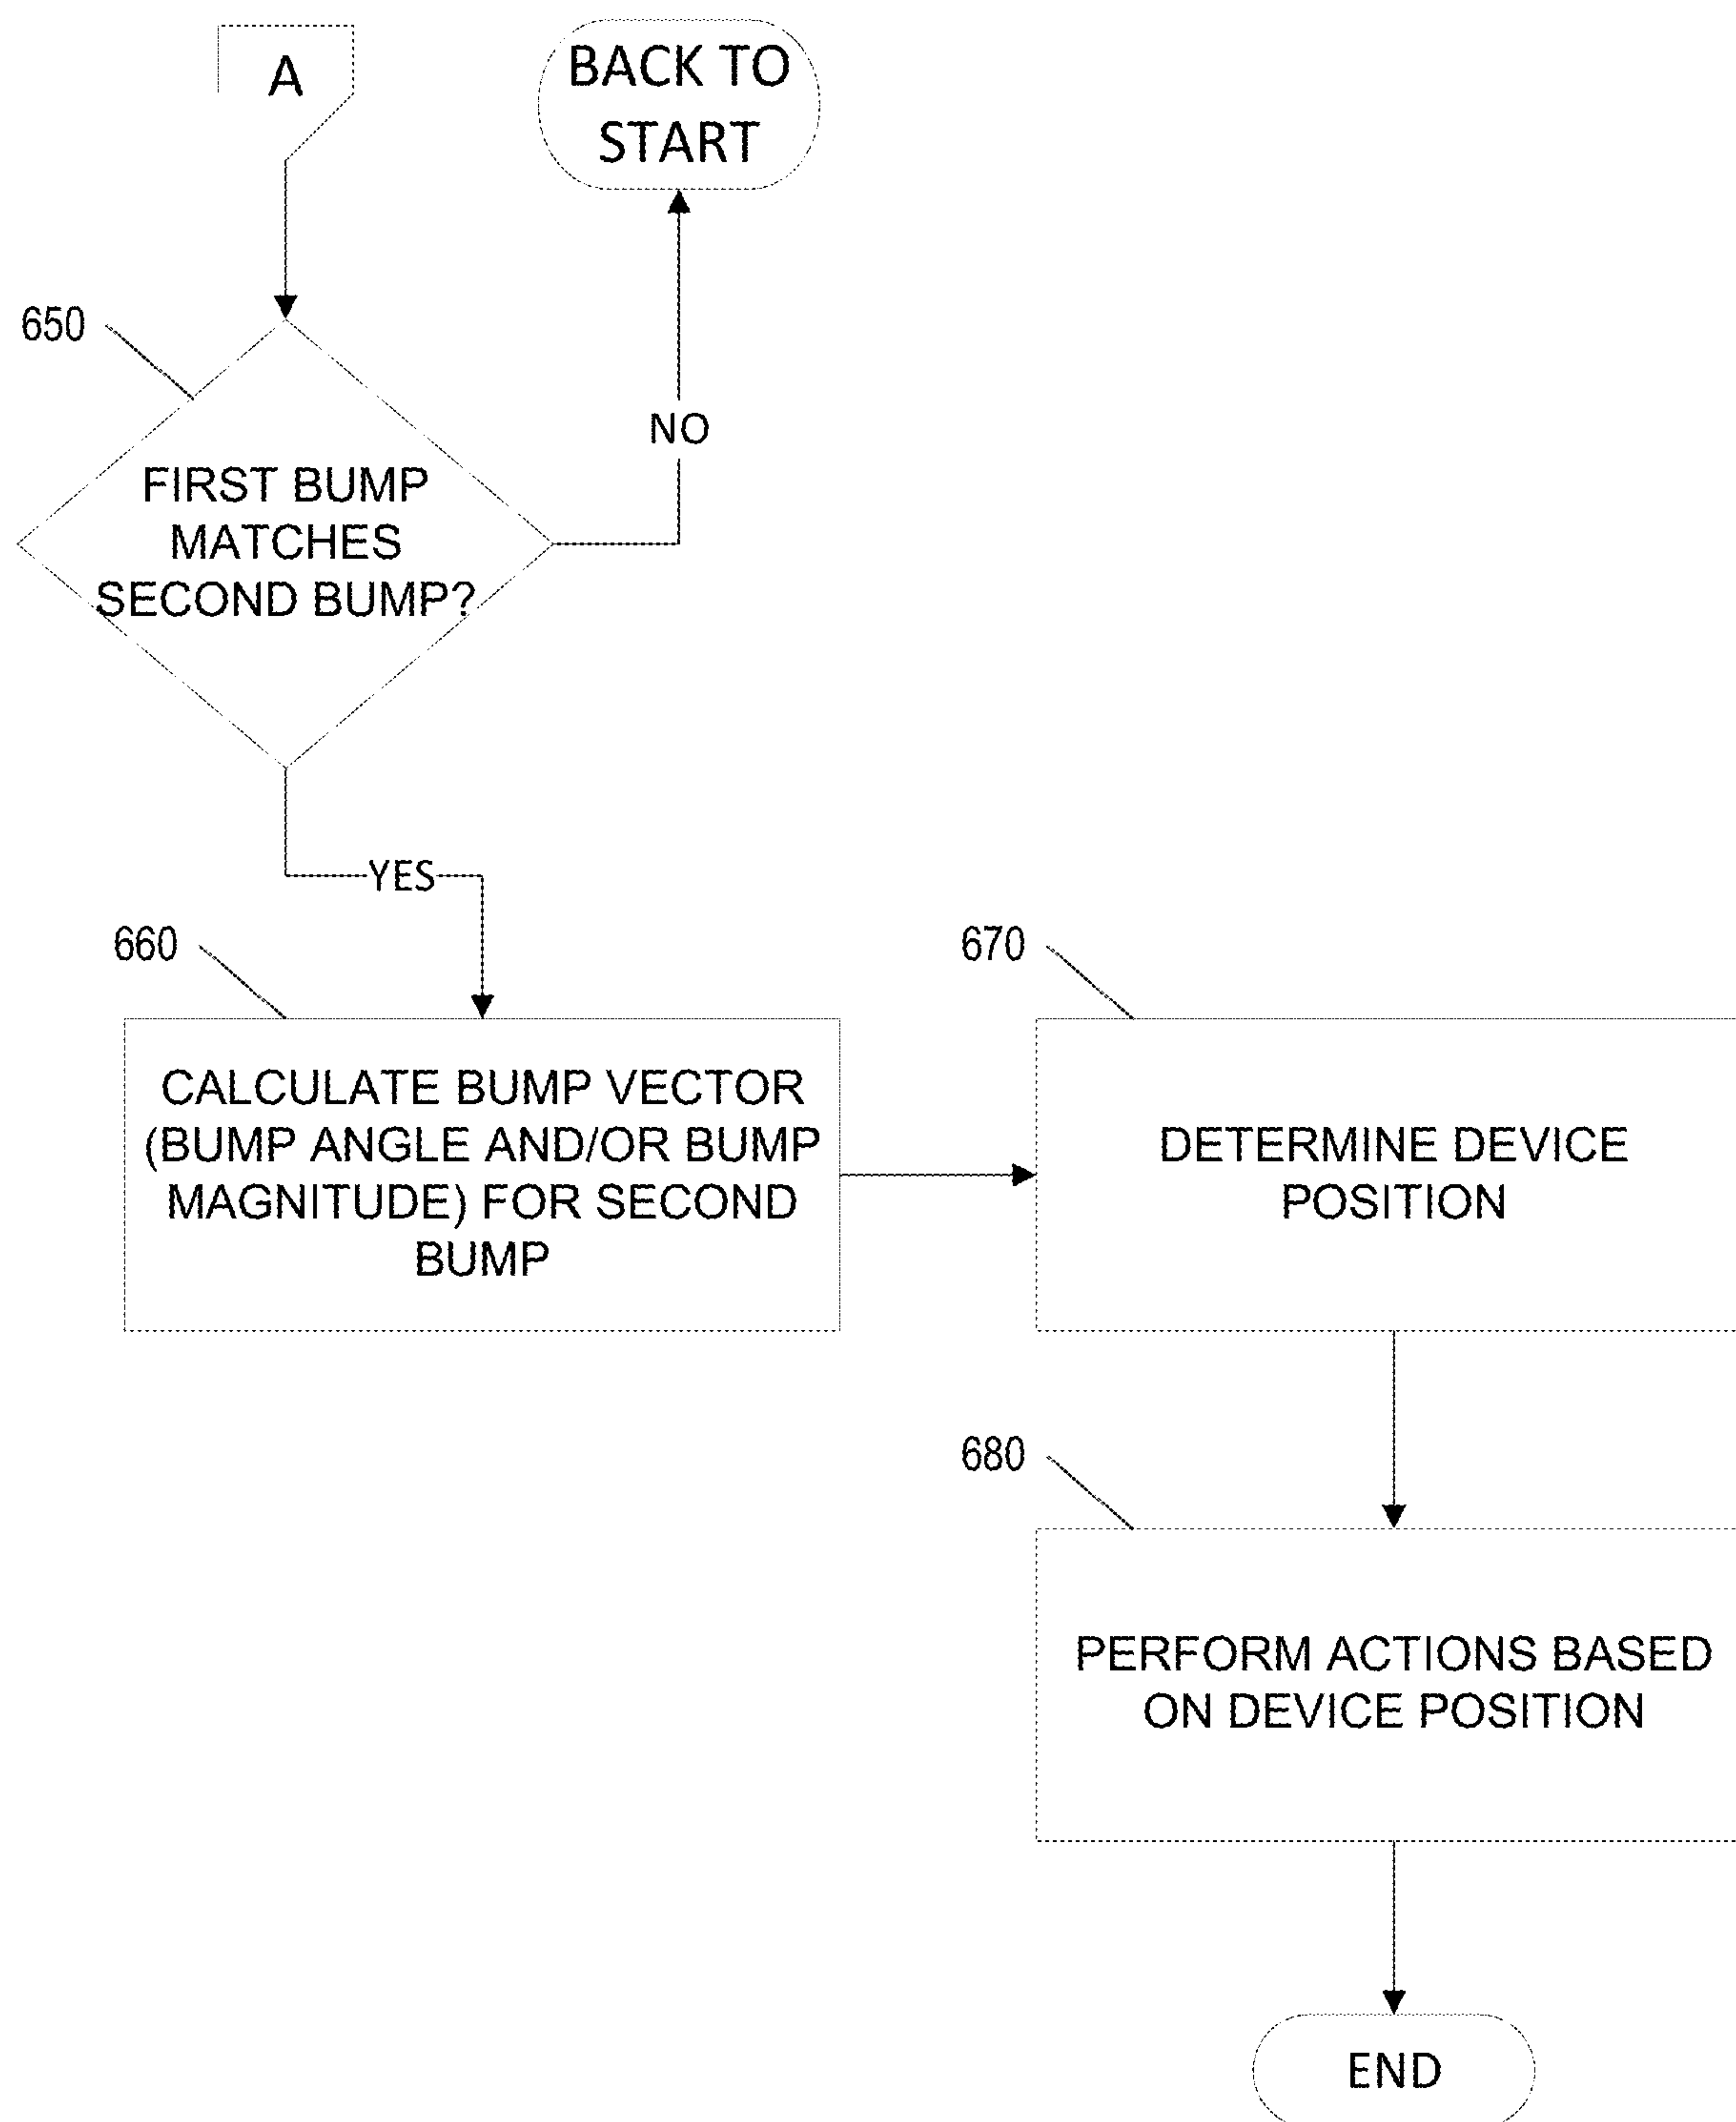 A
BACK TO
START
650
FIRST BUMP
MATCHES
SECOND BUMP?
NO
YES
660
CALCULATE BUMP VECTOR
(BUMP ANGLE AND/OR BUMP
MAGNITUDE) FOR SECOND
BUMP
670
DETERMINE DEVICE
POSITION
680
PERFORM ACTIONS BASED
ON DEVICE POSITION
END